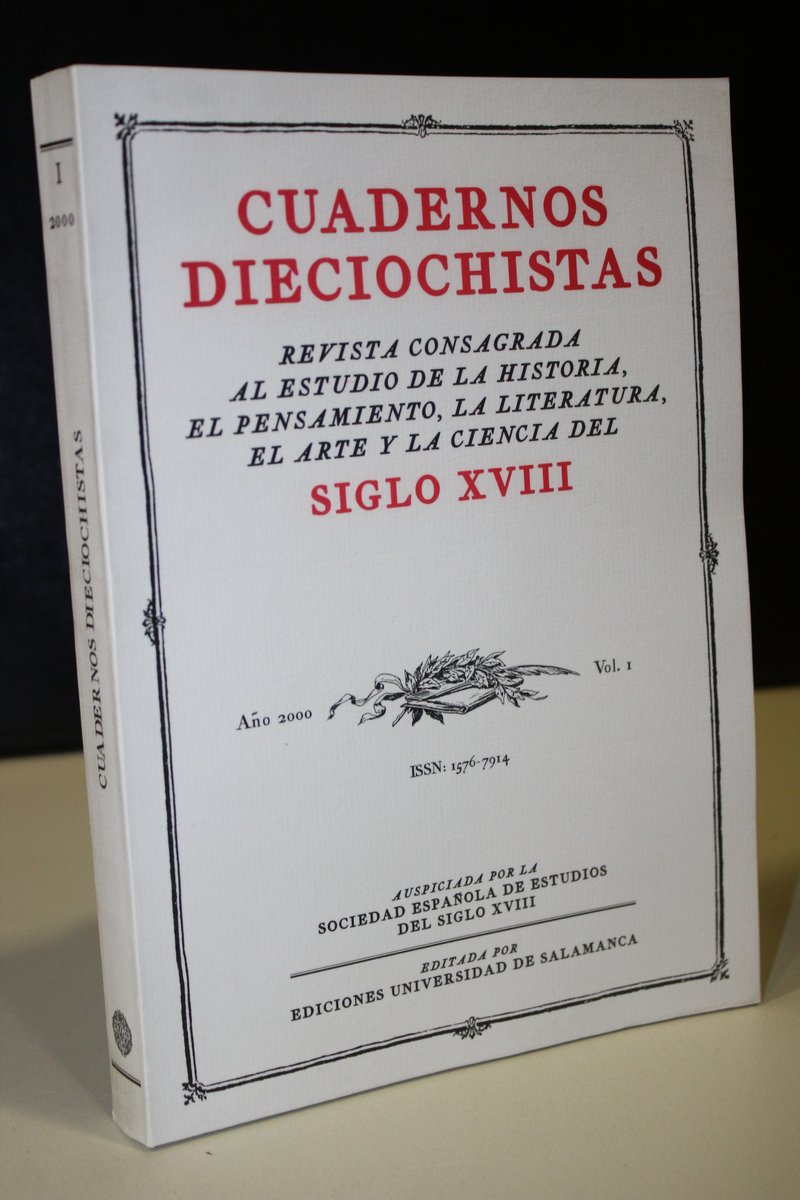 I
2000
CUADERNOS DIECIOCHISTAS
CUADERNOS
DIECIOCHISTAS
REVISTA CONSAGRADA
AL ESTUDIO DE LA HISTORIA,
EL PENSAMIENTO, LA LITERATURA,
EL ARTE Y LA CIENCIA DEL
SIGLO XVIII
Año 2000
Vol. 1
ISSN: 1576-7914
AUSPICIADA POR LA
SOCIEDAD ESPAÑOLA DE ESTUDIOS
DEL SIGLO XVIII
EDITADA POR
EDICIONES UNIVERSIDAD DE SALAMANCA